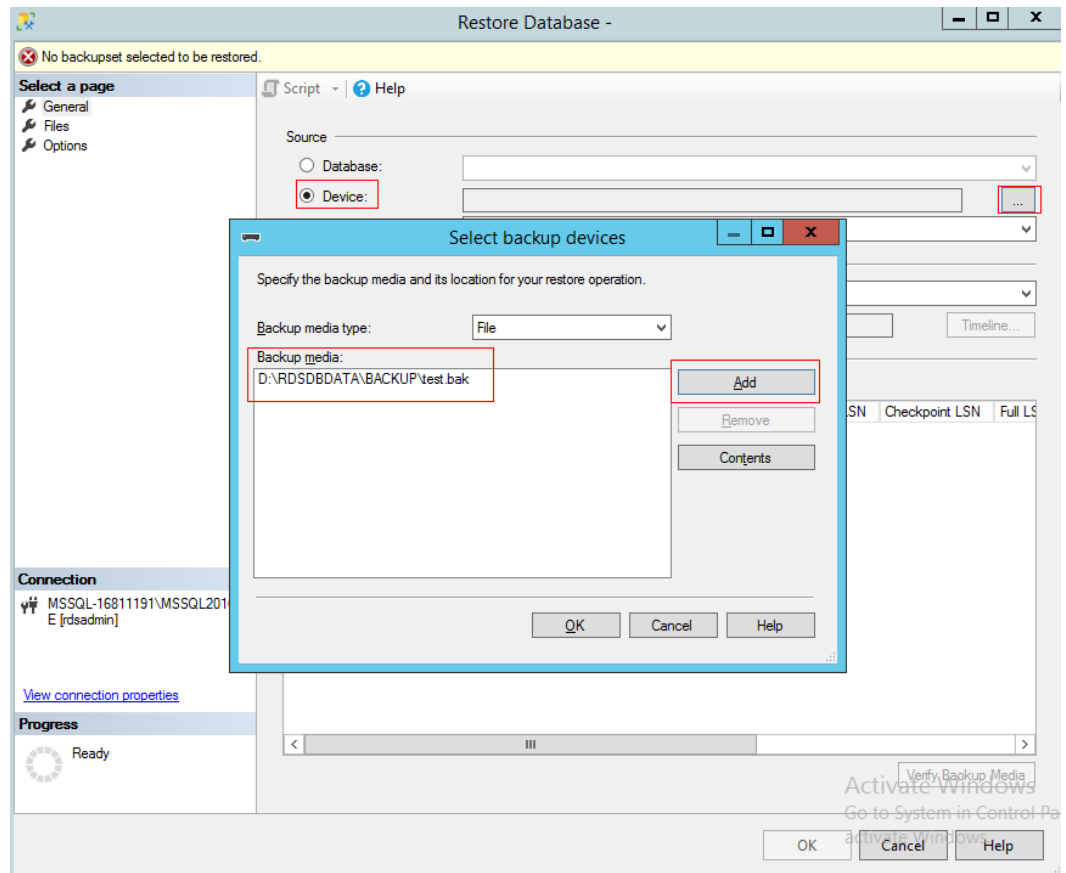 Restore Database -
No backupset selected to be restored.
Select a page
General
Files
Options
Script
Help
Source
Database:
Device:
...
Select backup devices
Specify the backup media and its location for your restore operation.
Backup media type:
File
Backup media:
D:\RDSDBDATA\BACKUP\test.bak
Add
Remove
Contents
OK
Cancel
Help
Timeline...
Checkpoint LSN
Connection
MSSQL-16811191\MSSQL201
E [rdsadmin]
View connection properties
Progress
Ready
Verify Backup Media
Activate Windows
Go to System in Control Pa
activate Windows.
OK
Cancel
Help